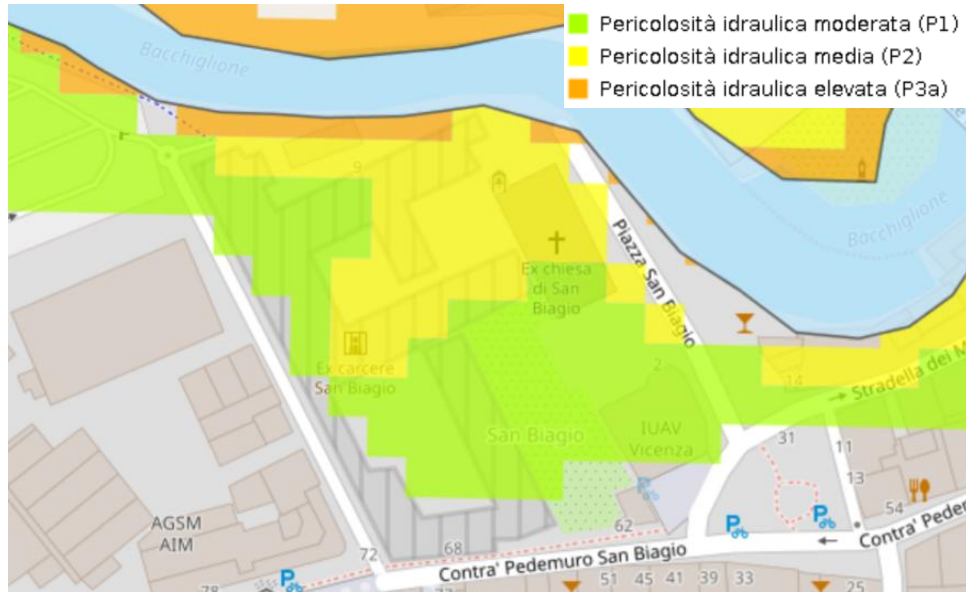 Pericolosità idraulica moderata (P1)
Pericolosità idraulica media (P2)
Pericolosità idraulica elevata (P3a)
Bacchiglione
9
Bacchiglione
Piazza San Biagio
Ex chiesa
di San
Biagio
Ex carcere
San Biagio
2
14
Stradella dei M
San Biagio
IUAV
Vicenza
31
11
13
P
54
AGSM
AIM
62
P
P
Contra' Peder
72
68
Contra' Pedemuro San Biagio
78
P
51
45
41
39
33
25